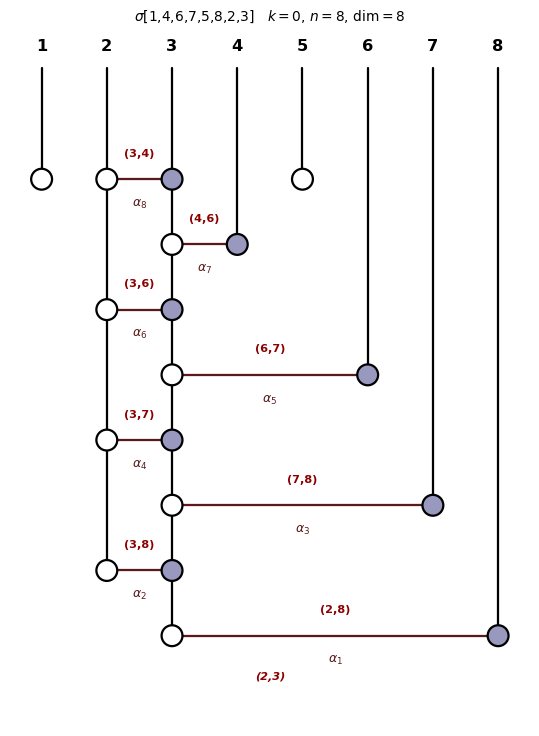 σ[1,4,6,7,5,8,2,3] k = 0, n = 8, dim = 8
1 2 3 4 5 6 7 8
(3,4)
α8
(4,6)
α7
(3,6)
α6
(6,7)
α5
(3,7)
α4
(7,8)
α3
(3,8)
α2
(2,8)
α1
(2,3)